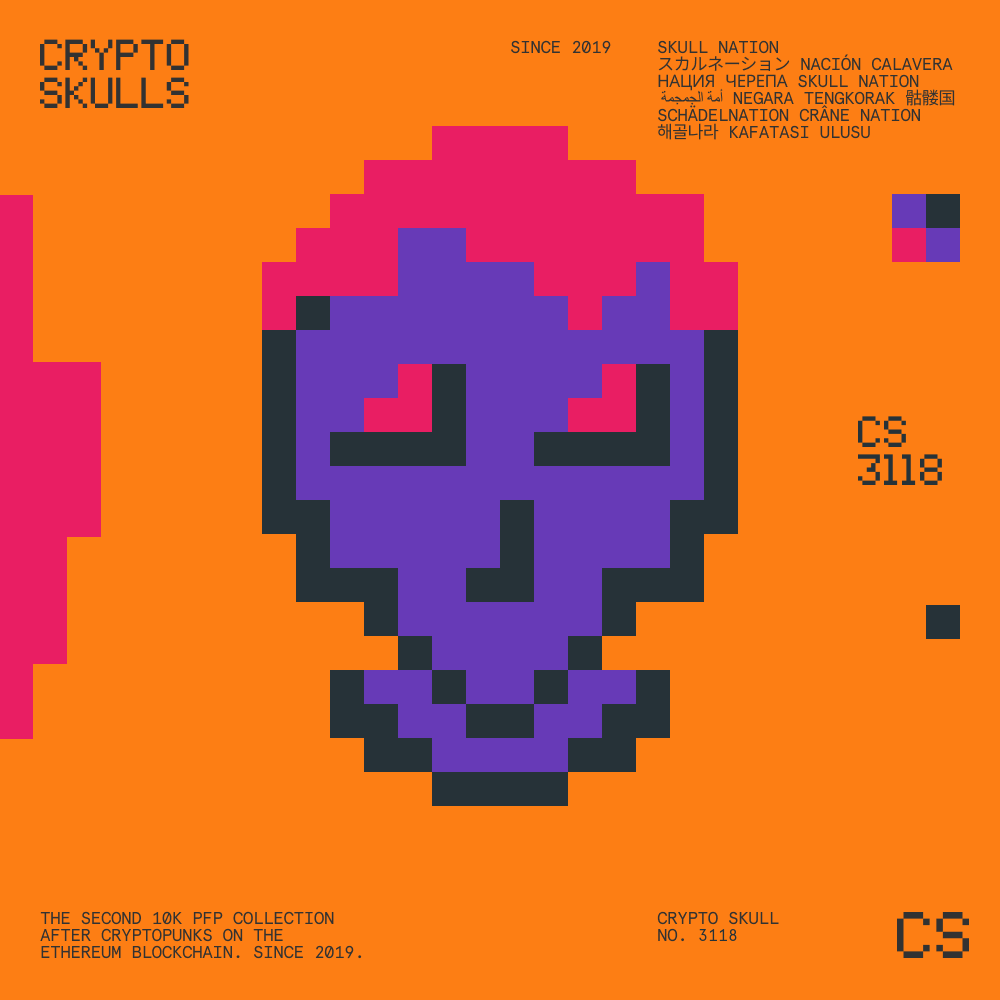 CRYPTO
SKULLS
SINCE 2019
SKULL NATION
スカルネーション NACIÓN CALAVERA
НАЦИЯ ЧЕРЕПА SKULL NATION
أمة الجمجمة NEGARA TENGKORAK 骷髅国
SCHÄDELNATION CRÂNE NATION
해골나라 KAFATASI ULUSU
CS
3118
THE SECOND 10K PFP COLLECTION
AFTER CRYPTOPUNKS ON THE
ETHEREUM BLOCKCHAIN. SINCE 2019.
CRYPTO SKULL
NO. 3118
CS